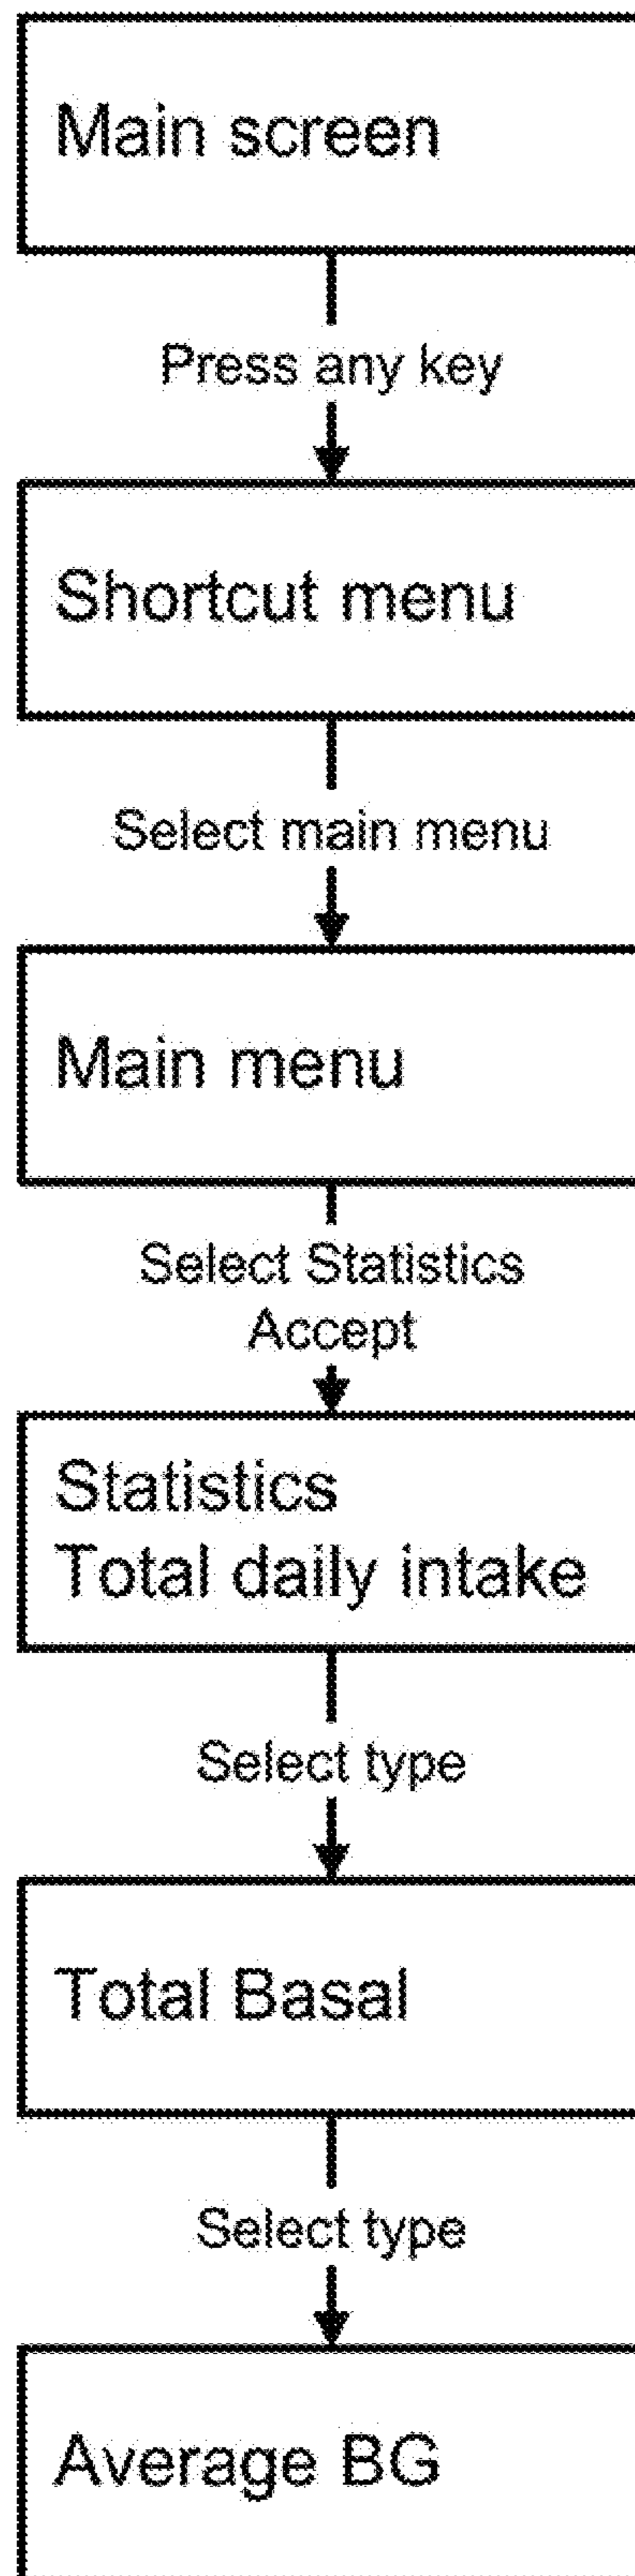 Main screen
Press any key
Shortcut menu
Select main menu
Main menu
Select Statistics
Accept
Statistics
Total daily intake
Select type
Total Basal
Select type
Average BG